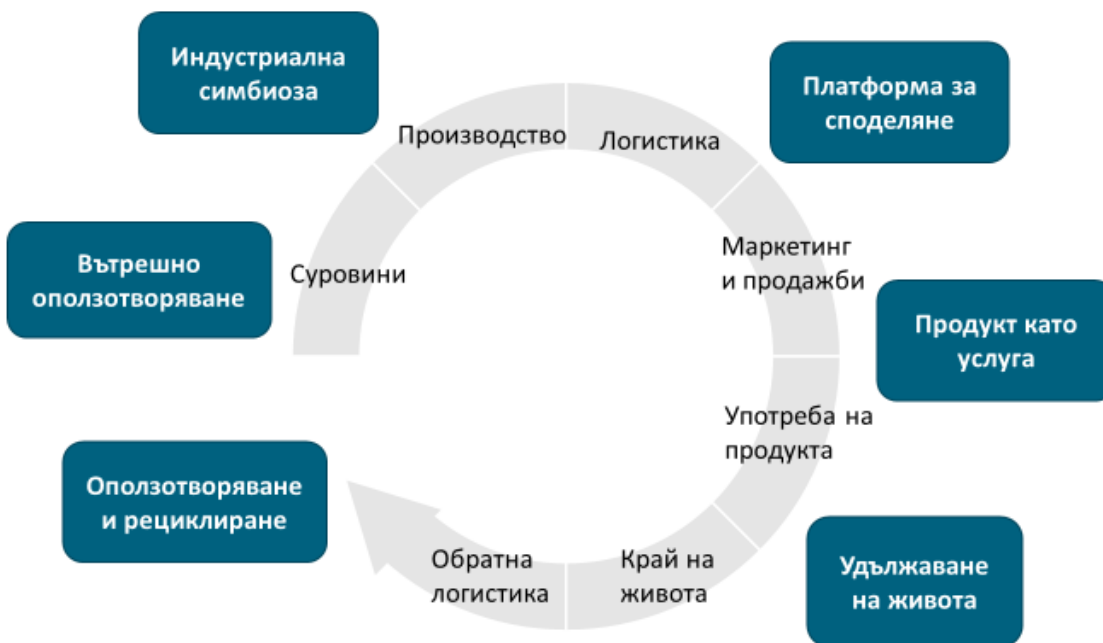 Индустриална
симбиоза
Платформа за
споделяне
Производство
Логистика
Вътрешно
оползотворяване
Суровини
Маркетинг
и продажби
Продукт като
услуга
Употреба на
продукта
Оползотворяване
и рециклиране
Обратна
логистика
Край на
живота
Удължаване
на живота